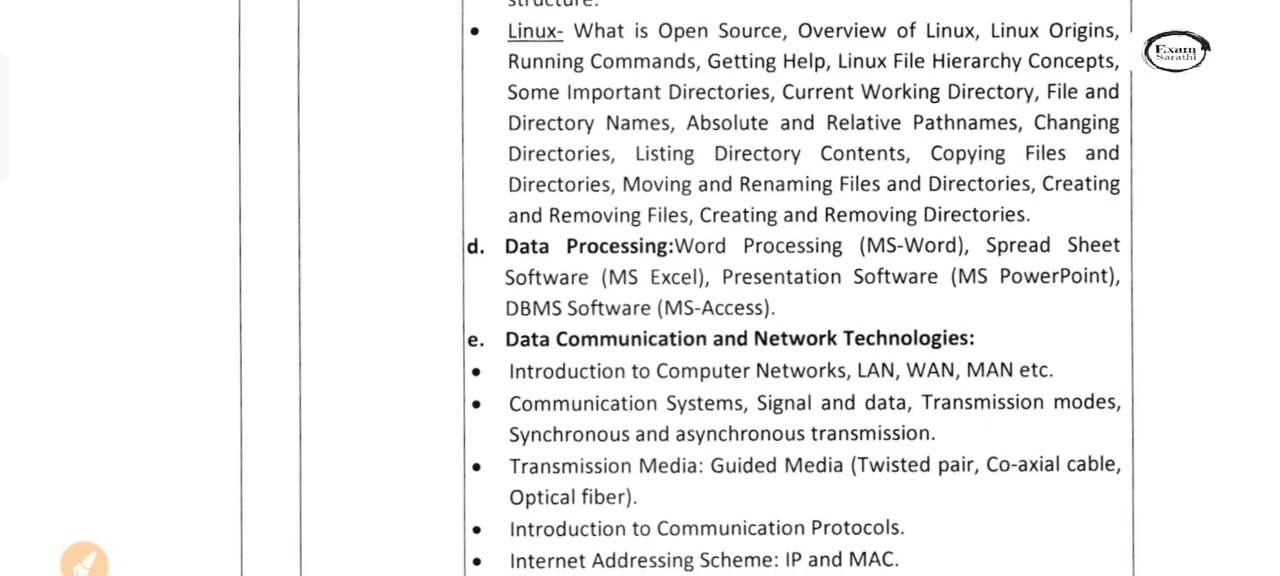 structure.
• Linux- What is Open Source, Overview of Linux, Linux Origins,
Running Commands, Getting Help, Linux File Hierarchy Concepts,
Some Important Directories, Current Working Directory, File and
Directory Names, Absolute and Relative Pathnames, Changing
Directories, Listing Directory Contents, Copying Files and
Directories, Moving and Renaming Files and Directories, Creating
and Removing Files, Creating and Removing Directories.
d. Data Processing:Word Processing (MS-Word), Spread Sheet
Software (MS Excel), Presentation Software (MS PowerPoint),
DBMS Software (MS-Access).
e. Data Communication and Network Technologies:
• Introduction to Computer Networks, LAN, WAN, MAN etc.
• Communication Systems, Signal and data, Transmission modes,
Synchronous and asynchronous transmission.
• Transmission Media: Guided Media (Twisted pair, Co-axial cable,
Optical fiber).
• Introduction to Communication Protocols.
• Internet Addressing Scheme: IP and MAC.
Exam
Sarathi